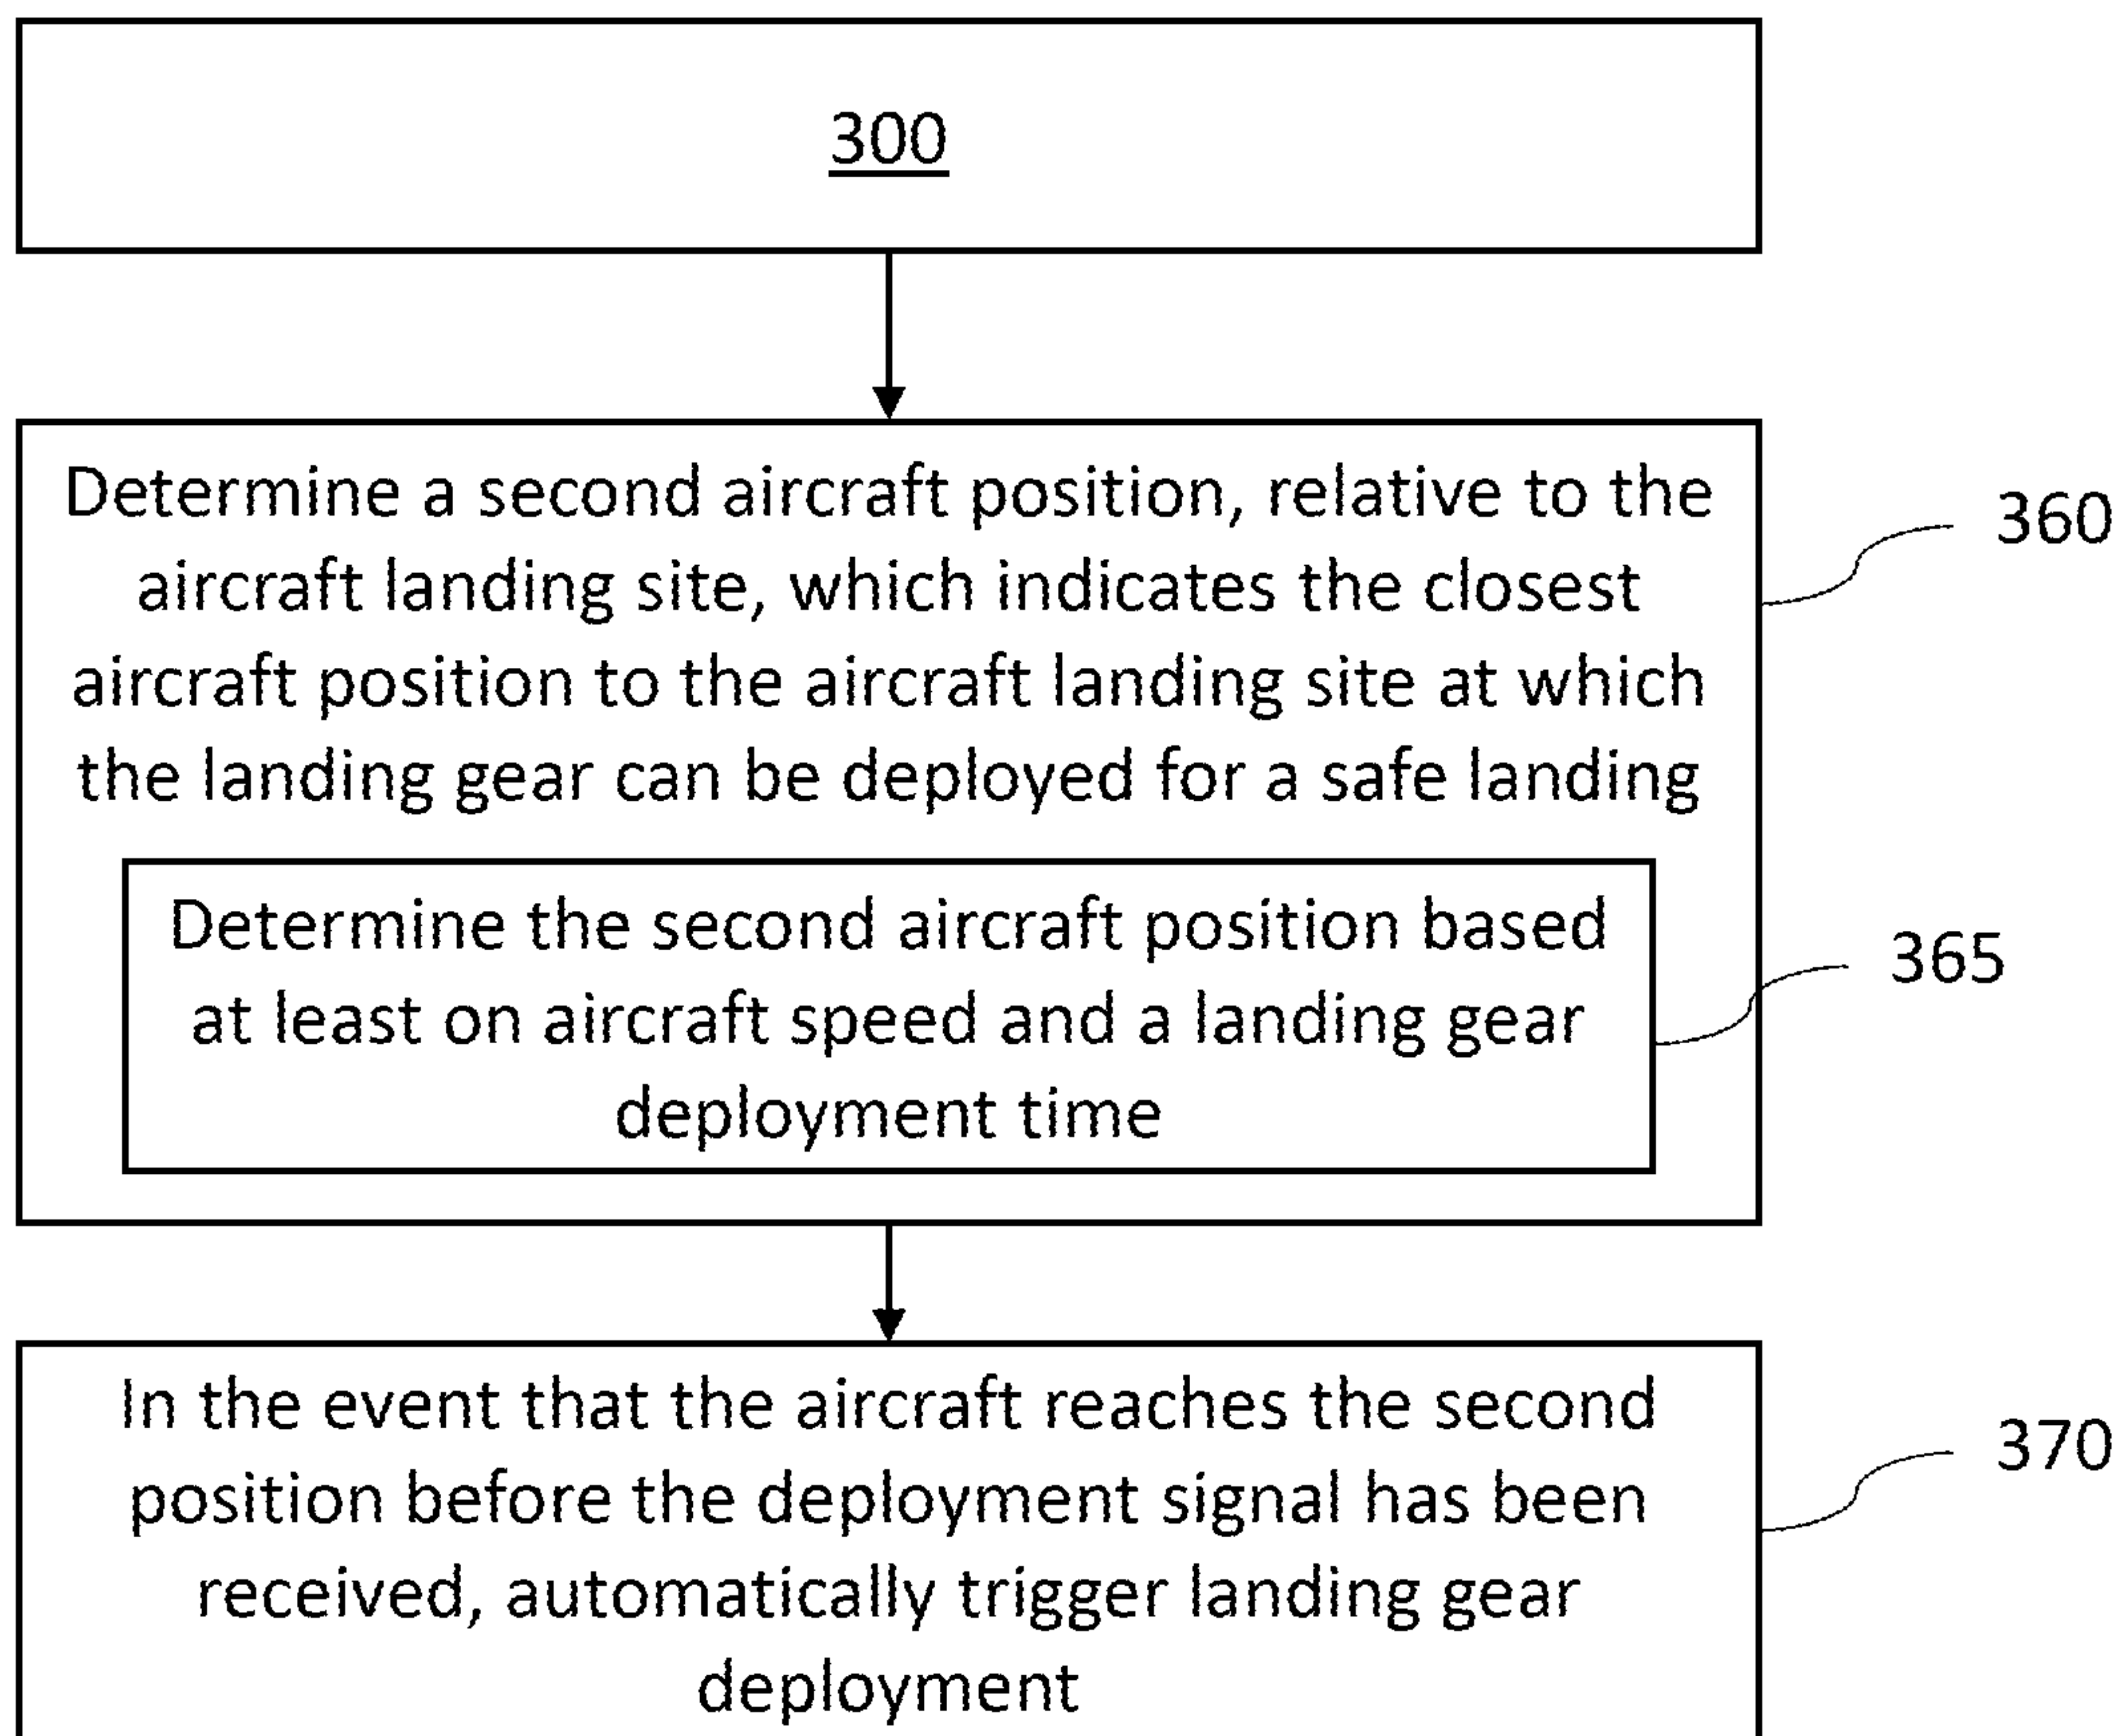 300
Determine a second aircraft position, relative to the
aircraft landing site, which indicates the closest
aircraft position to the aircraft landing site at which
the landing gear can be deployed for a safe landing
360
Determine the second aircraft position based
at least on aircraft speed and a landing gear
deployment time
365
In the event that the aircraft reaches the second
position before the deployment signal has been
received, automatically trigger landing gear
deployment
370